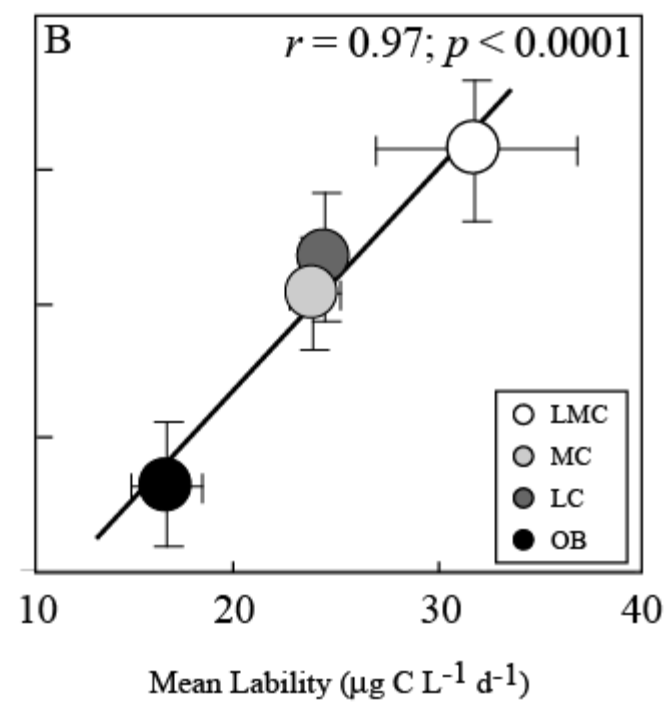 B
r = 0.97; p < 0.0001
LMC
MC
LC
OB
10 20 30 40
Mean Lability (µg C L⁻¹ d⁻¹)